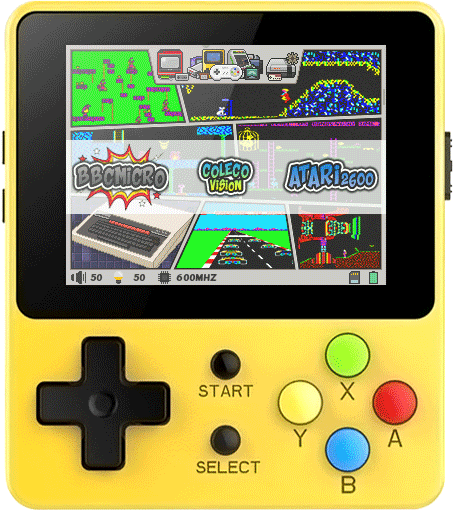 BBCMICRO
COLECO
VISION
ATARI2600
50 50 600MHZ
START
SELECT
X
Y A
B